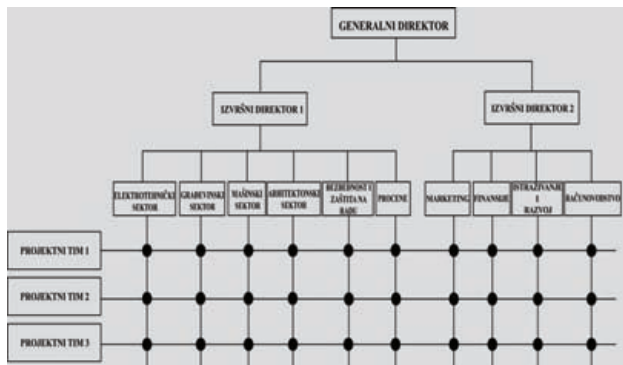 GENERALNI DIREKTOR
IZVRŠNI DIREKTOR 1
IZVRŠNI DIREKTOR 2
ELEKTROTEHNIČKI
SEKTOR
GRAĐEVINSKI
SEKTOR
MAŠINSKI
SEKTOR
ARHITEKTONSKI
SEKTOR
BEZBEDNOST I
ZAŠTITA NA
RADU
PROCENE
MARKETING
FINANSIJE
ISTRAŽIVANJE
I
RAZVOJ
RAČUNOVODSTVO
PROJEKTNI TIM 1
PROJEKTNI TIM 2
PROJEKTNI TIM 3